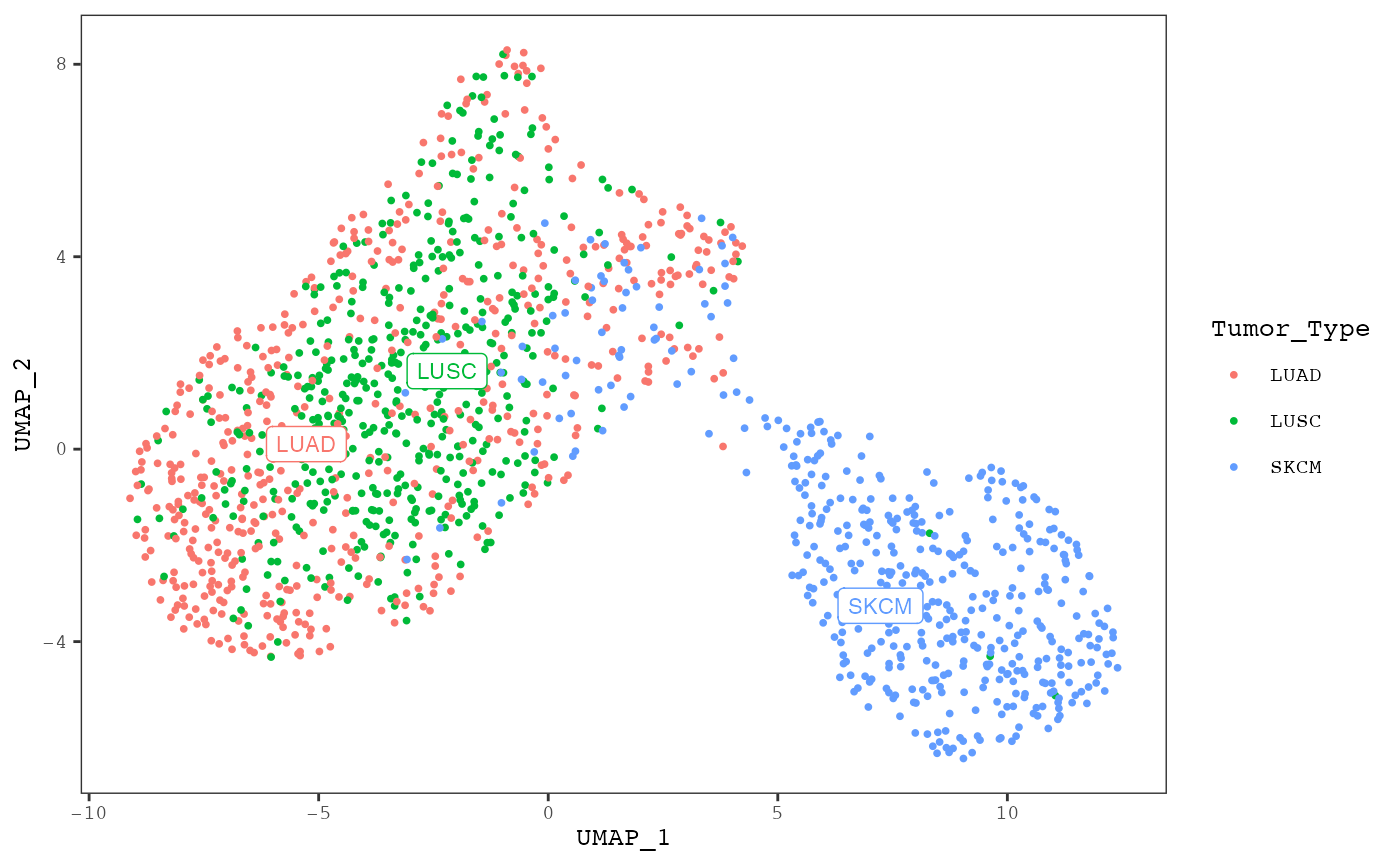 8
4
0
−4
UMAP_2
LUSC
LUAD
SKCM
−10
−5
0
5
10
UMAP_1
Tumor_Type
LUAD
LUSC
SKCM